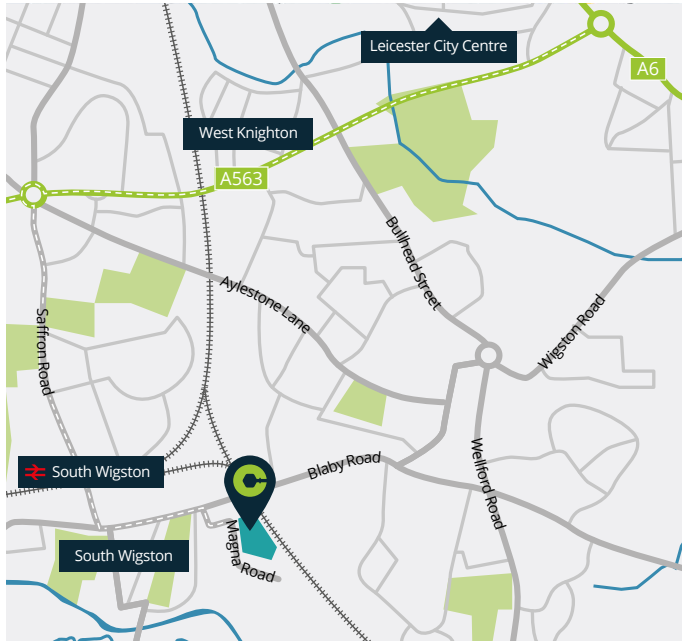 Leicester City Centre
A6
West Knighton
A563
Bullhead Street
Aylestone Lane
Saffron Road
Wigston Road
South Wigston
Blaby Road
Wellford Road
Magna Road
South Wigston